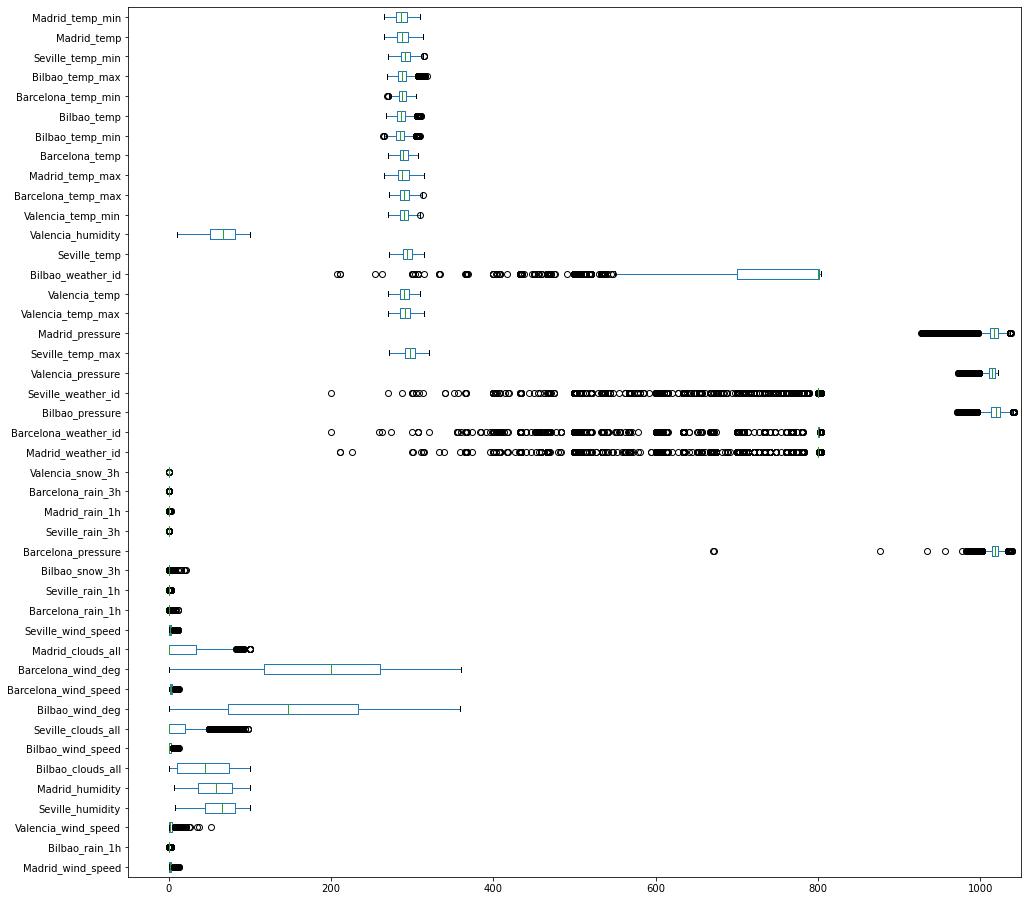 Madrid_temp_min
Madrid_temp
Seville_temp_min
Bilbao_temp_max
Barcelona_temp_min
Bilbao_temp
Bilbao_temp_min
Barcelona_temp
Madrid_temp_max
Barcelona_temp_max
Valencia_temp_min
Valencia_humidity
Seville_temp
Bilbao_weather_id
Valencia_temp
Valencia_temp_max
Madrid_pressure
Seville_temp_max
Valencia_pressure
Seville_weather_id
Bilbao_pressure
Barcelona_weather_id
Madrid_weather_id
Valencia_snow_3h
Barcelona_rain_3h
Madrid_rain_1h
Seville_rain_3h
Barcelona_pressure
Bilbao_snow_3h
Seville_rain_1h
Barcelona_rain_1h
Seville_wind_speed
Madrid_clouds_all
Barcelona_wind_deg
Barcelona_wind_speed
Bilbao_wind_deg
Seville_clouds_all
Bilbao_wind_speed
Bilbao_clouds_all
Madrid_humidity
Seville_humidity
Valencia_wind_speed
Bilbao_rain_1h
Madrid_wind_speed
0 200 400 600 800 1000